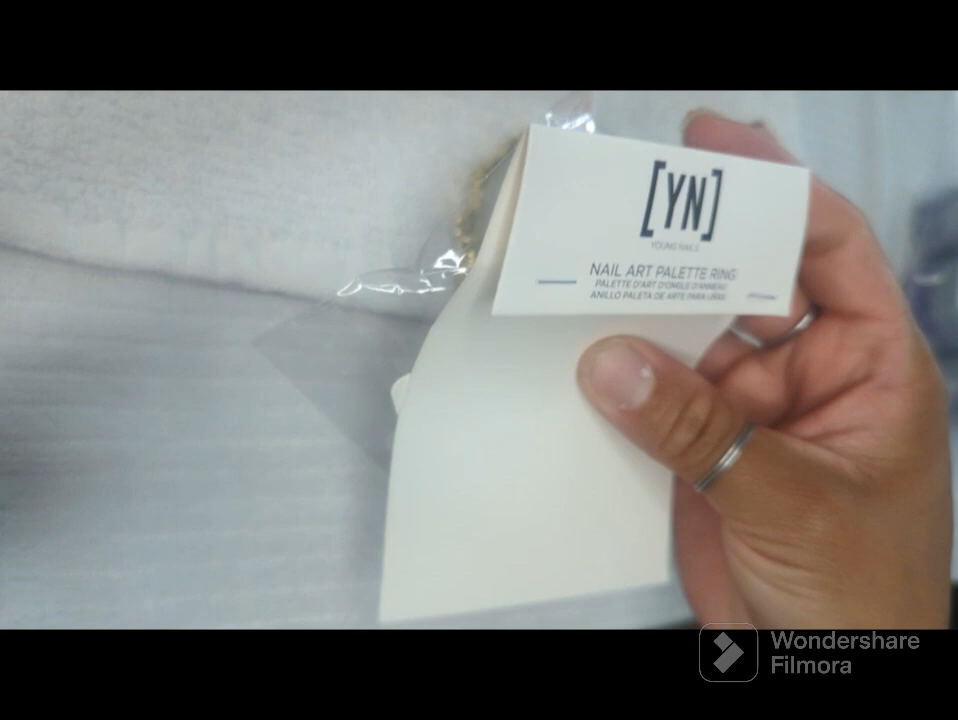 [YN]
YOUNG NAILS
NAIL ART PALETTE RING
PALETTE D'ART D'ONGLE D'ANNEAU
ANILLO PALETA DE ARTE PARA UÑAS
Wondershare
Filmora